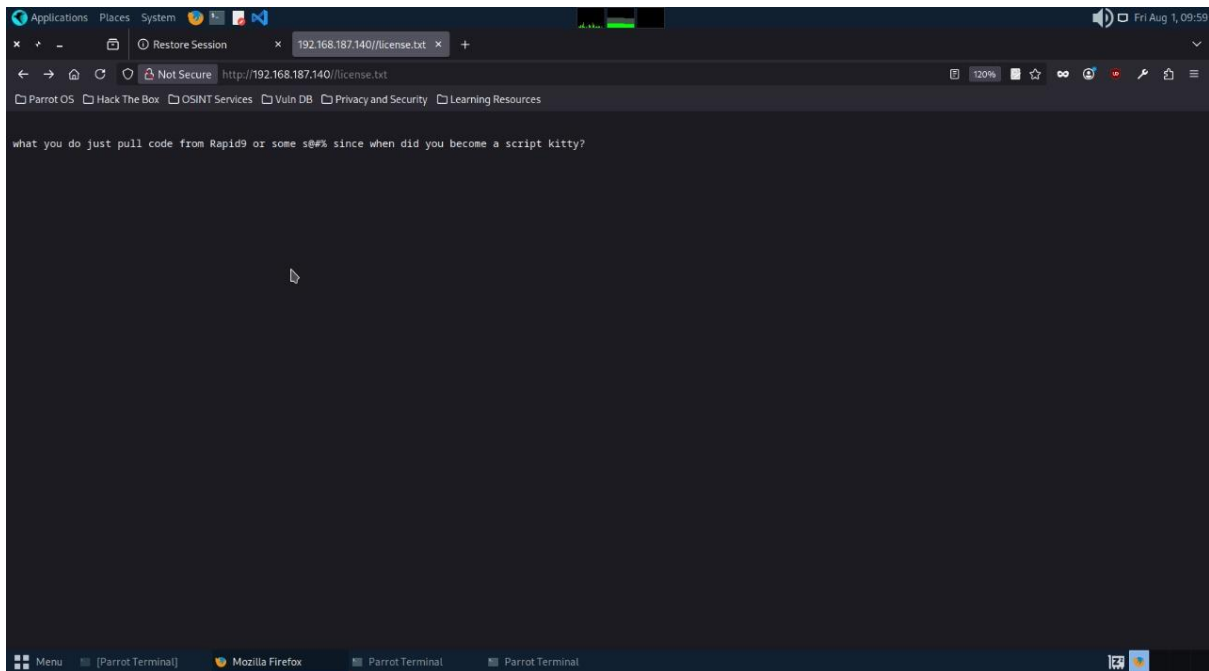 Applications Places System
Fri Aug 1, 09:59
Restore Session
192.168.187.140//license.txt
Not Secure http://192.168.187.140//license.txt
120%
Parrot OS Hack The Box OSINT Services Vuln DB Privacy and Security Learning Resources
what you do just pull code from Rapid9 or some s@#% since when did you become a script kitty?
Menu [Parrot Terminal] Mozilla Firefox Parrot Terminal Parrot Terminal